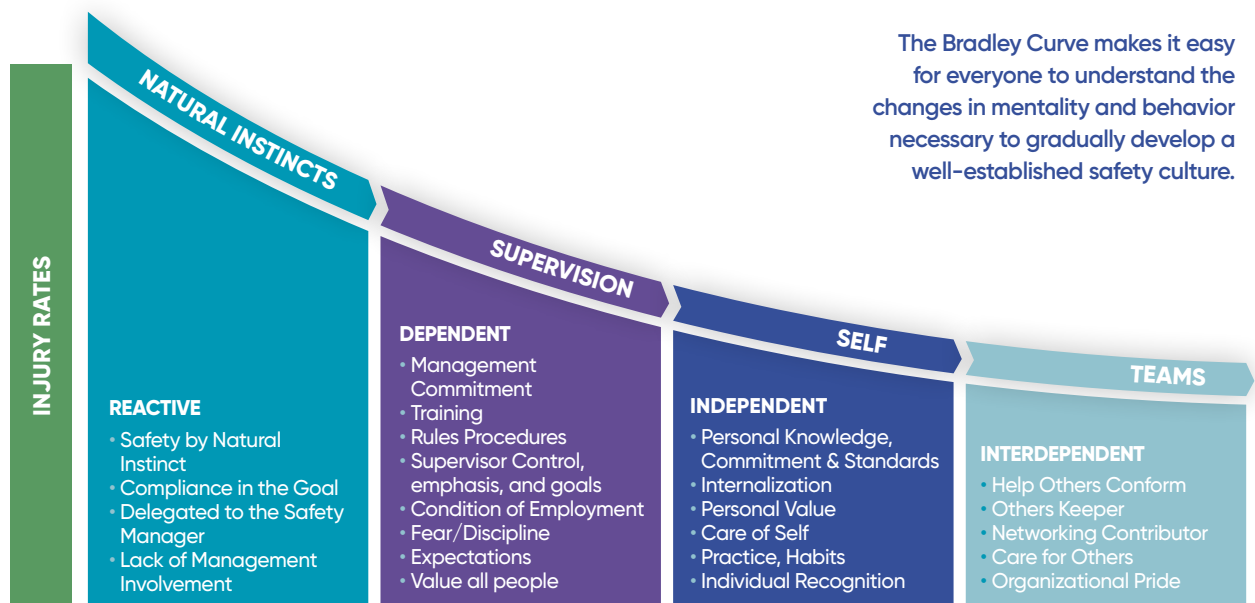 The Bradley Curve makes it easy
for everyone to understand the
changes in mentality and behavior
necessary to gradually develop a
well-established safety culture.
INJURY RATES
NATURAL INSTINCTS
REACTIVE
• Safety by Natural
Instinct
• Compliance in the Goal
• Delegated to the Safety
Manager
• Lack of Management
Involvement
SUPERVISION
DEPENDENT
• Management
Commitment
• Training
• Rules Procedures
• Supervisor Control,
emphasis, and goals
• Condition of Employment
• Fear/Discipline
• Expectations
• Value all people
SELF
INDEPENDENT
• Personal Knowledge,
Commitment & Standards
• Internalization
• Personal Value
• Care of Self
• Practice, Habits
• Individual Recognition
TEAMS
INTERDEPENDENT
• Help Others Conform
• Others Keeper
• Networking Contributor
• Care for Others
• Organizational Pride